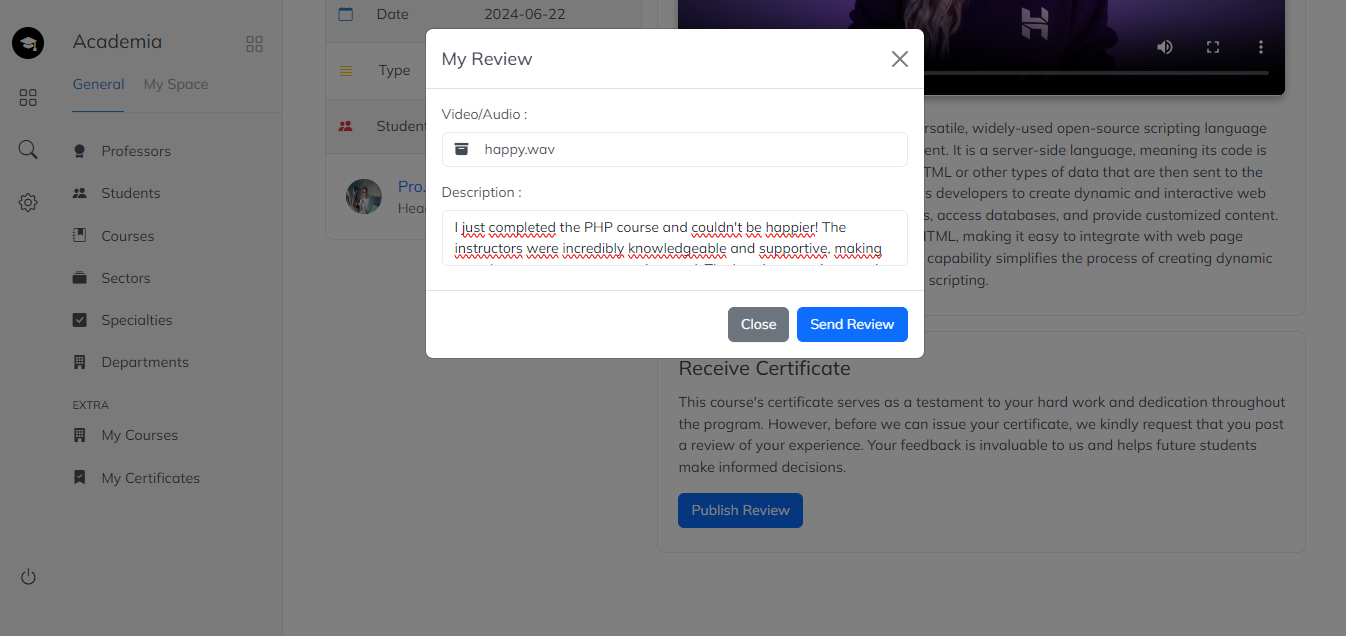 Academia
General
My Space
Professors
Students
Courses
Sectors
Specialties
Departments
EXTRA
My Courses
My Certificates
Date
2024-06-22
Type
Studen
Pro.
Hea
My Review
Video/Audio :
happy.wav
Description :
I just completed the PHP course and couldn't be happier! The
instructors were incredibly knowledgeable and supportive, making
Close
Send Review
rsatile, widely-used open-source scripting language
ent. It is a server-side language, meaning its code is
TML or other types of data that are then sent to the
s developers to create dynamic and interactive web
s, access databases, and provide customized content.
HTML, making it easy to integrate with web page
capability simplifies the process of creating dynamic
scripting.
Receive Certificate
This course's certificate serves as a testament to your hard work and dedication throughout
the program. However, before we can issue your certificate, we kindly request that you post
a review of your experience. Your feedback is invaluable to us and helps future students
make informed decisions.
Publish Review